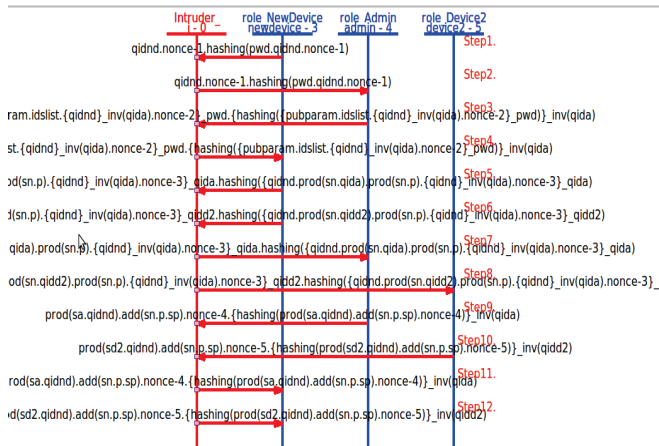 Intruder_ role_NewDevice role_Admin role_Device2
i - 0 newdevice - 3 admin - 4 device2 - 5
Step1.
qidnd.nonce-1.hashing(pwd.qidnd.nonce-1)
Step2.
qidnd.nonce-1.hashing(pwd.qidnd.nonce-1)
Step3.
ram.idslist.{qidnd}_inv(qida).nonce-2}_pwd.{hashing({pubparam.idslist.{qidnd}_inv(qida).nonce-2}_pwd)}_inv(qida)
Step4.
st.{qidnd}_inv(qida).nonce-2}_pwd.{hashing({pubparam.idslist.{qidnd}_inv(qida).nonce-2}_pwd)}_inv(qida)
Step5.
od(sn.p).{qidnd}_inv(qida).nonce-3}_qida.hashing({qidnd.prod(sn.qida).prod(sn.p).{qidnd}_inv(qida).nonce-3}_qida)
Step6.
d(sn.p).{qidnd}_inv(qida).nonce-3}_qidd2.hashing({qidnd.prod(sn.qidd2).prod(sn.p).{qidnd}_inv(qida).nonce-3}_qidd2)
Step7.
qida).prod(sn.p).{qidnd}_inv(qida).nonce-3}_qida.hashing({qidnd.prod(sn.qida).prod(sn.p).{qidnd}_inv(qida).nonce-3}_qida)
Step8.
od(sn.qidd2).prod(sn.p).{qidnd}_inv(qida).nonce-3}_qidd2.hashing({qidnd.prod(sn.qidd2).prod(sn.p).{qidnd}_inv(qida).nonce-3}_
Step9.
prod(sa.qidnd).add(sn.p.sp).nonce-4.{hashing(prod(sa.qidnd).add(sn.p.sp).nonce-4)}_inv(qida)
Step10.
prod(sd2.qidnd).add(sn.p.sp).nonce-5.{hashing(prod(sd2.qidnd).add(sn.p.sp).nonce-5)}_inv(qidd2)
Step11.
rod(sa.qidnd).add(sn.p.sp).nonce-4.{hashing(prod(sa.qidnd).add(sn.p.sp).nonce-4)}_inv(qida)
Step12.
d(sd2.qidnd).add(sn.p.sp).nonce-5.{hashing(prod(sd2.qidnd).add(sn.p.sp).nonce-5)}_inv(qidd2)